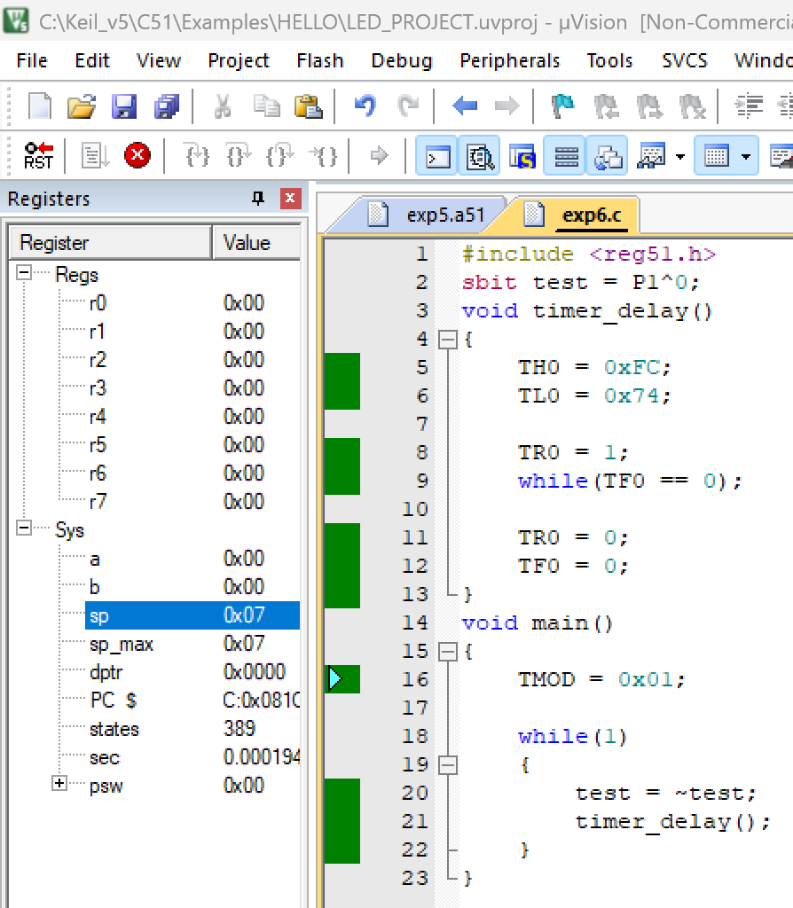 C:\Keil_v5\C51\Examples\HELLO\LED_PROJECT.uvproj - µVision [Non-Commercia
File Edit View Project Flash Debug Peripherals Tools SVCS Windo
RST
Registers
exp5.a51 exp6.c
Register Value
Regs
r0 0x00
r1 0x00
r2 0x00
r3 0x00
r4 0x00
r5 0x00
r6 0x00
r7 0x00
Sys
a 0x00
b 0x00
sp 0x07
sp_max 0x07
dptr 0x0000
PC $ C:0x081C
states 389
sec 0.000194
psw 0x00
1 #include <reg51.h>
2 sbit test = P1^0;
3 void timer_delay()
4 {
5 TH0 = 0xFC;
6 TL0 = 0x74;
7
8 TR0 = 1;
9 while(TF0 == 0);
10
11 TR0 = 0;
12 TF0 = 0;
13 }
14 void main()
15 {
16 TMOD = 0x01;
17
18 while(1)
19 {
20 test = ~test;
21 timer_delay();
22 }
23 }